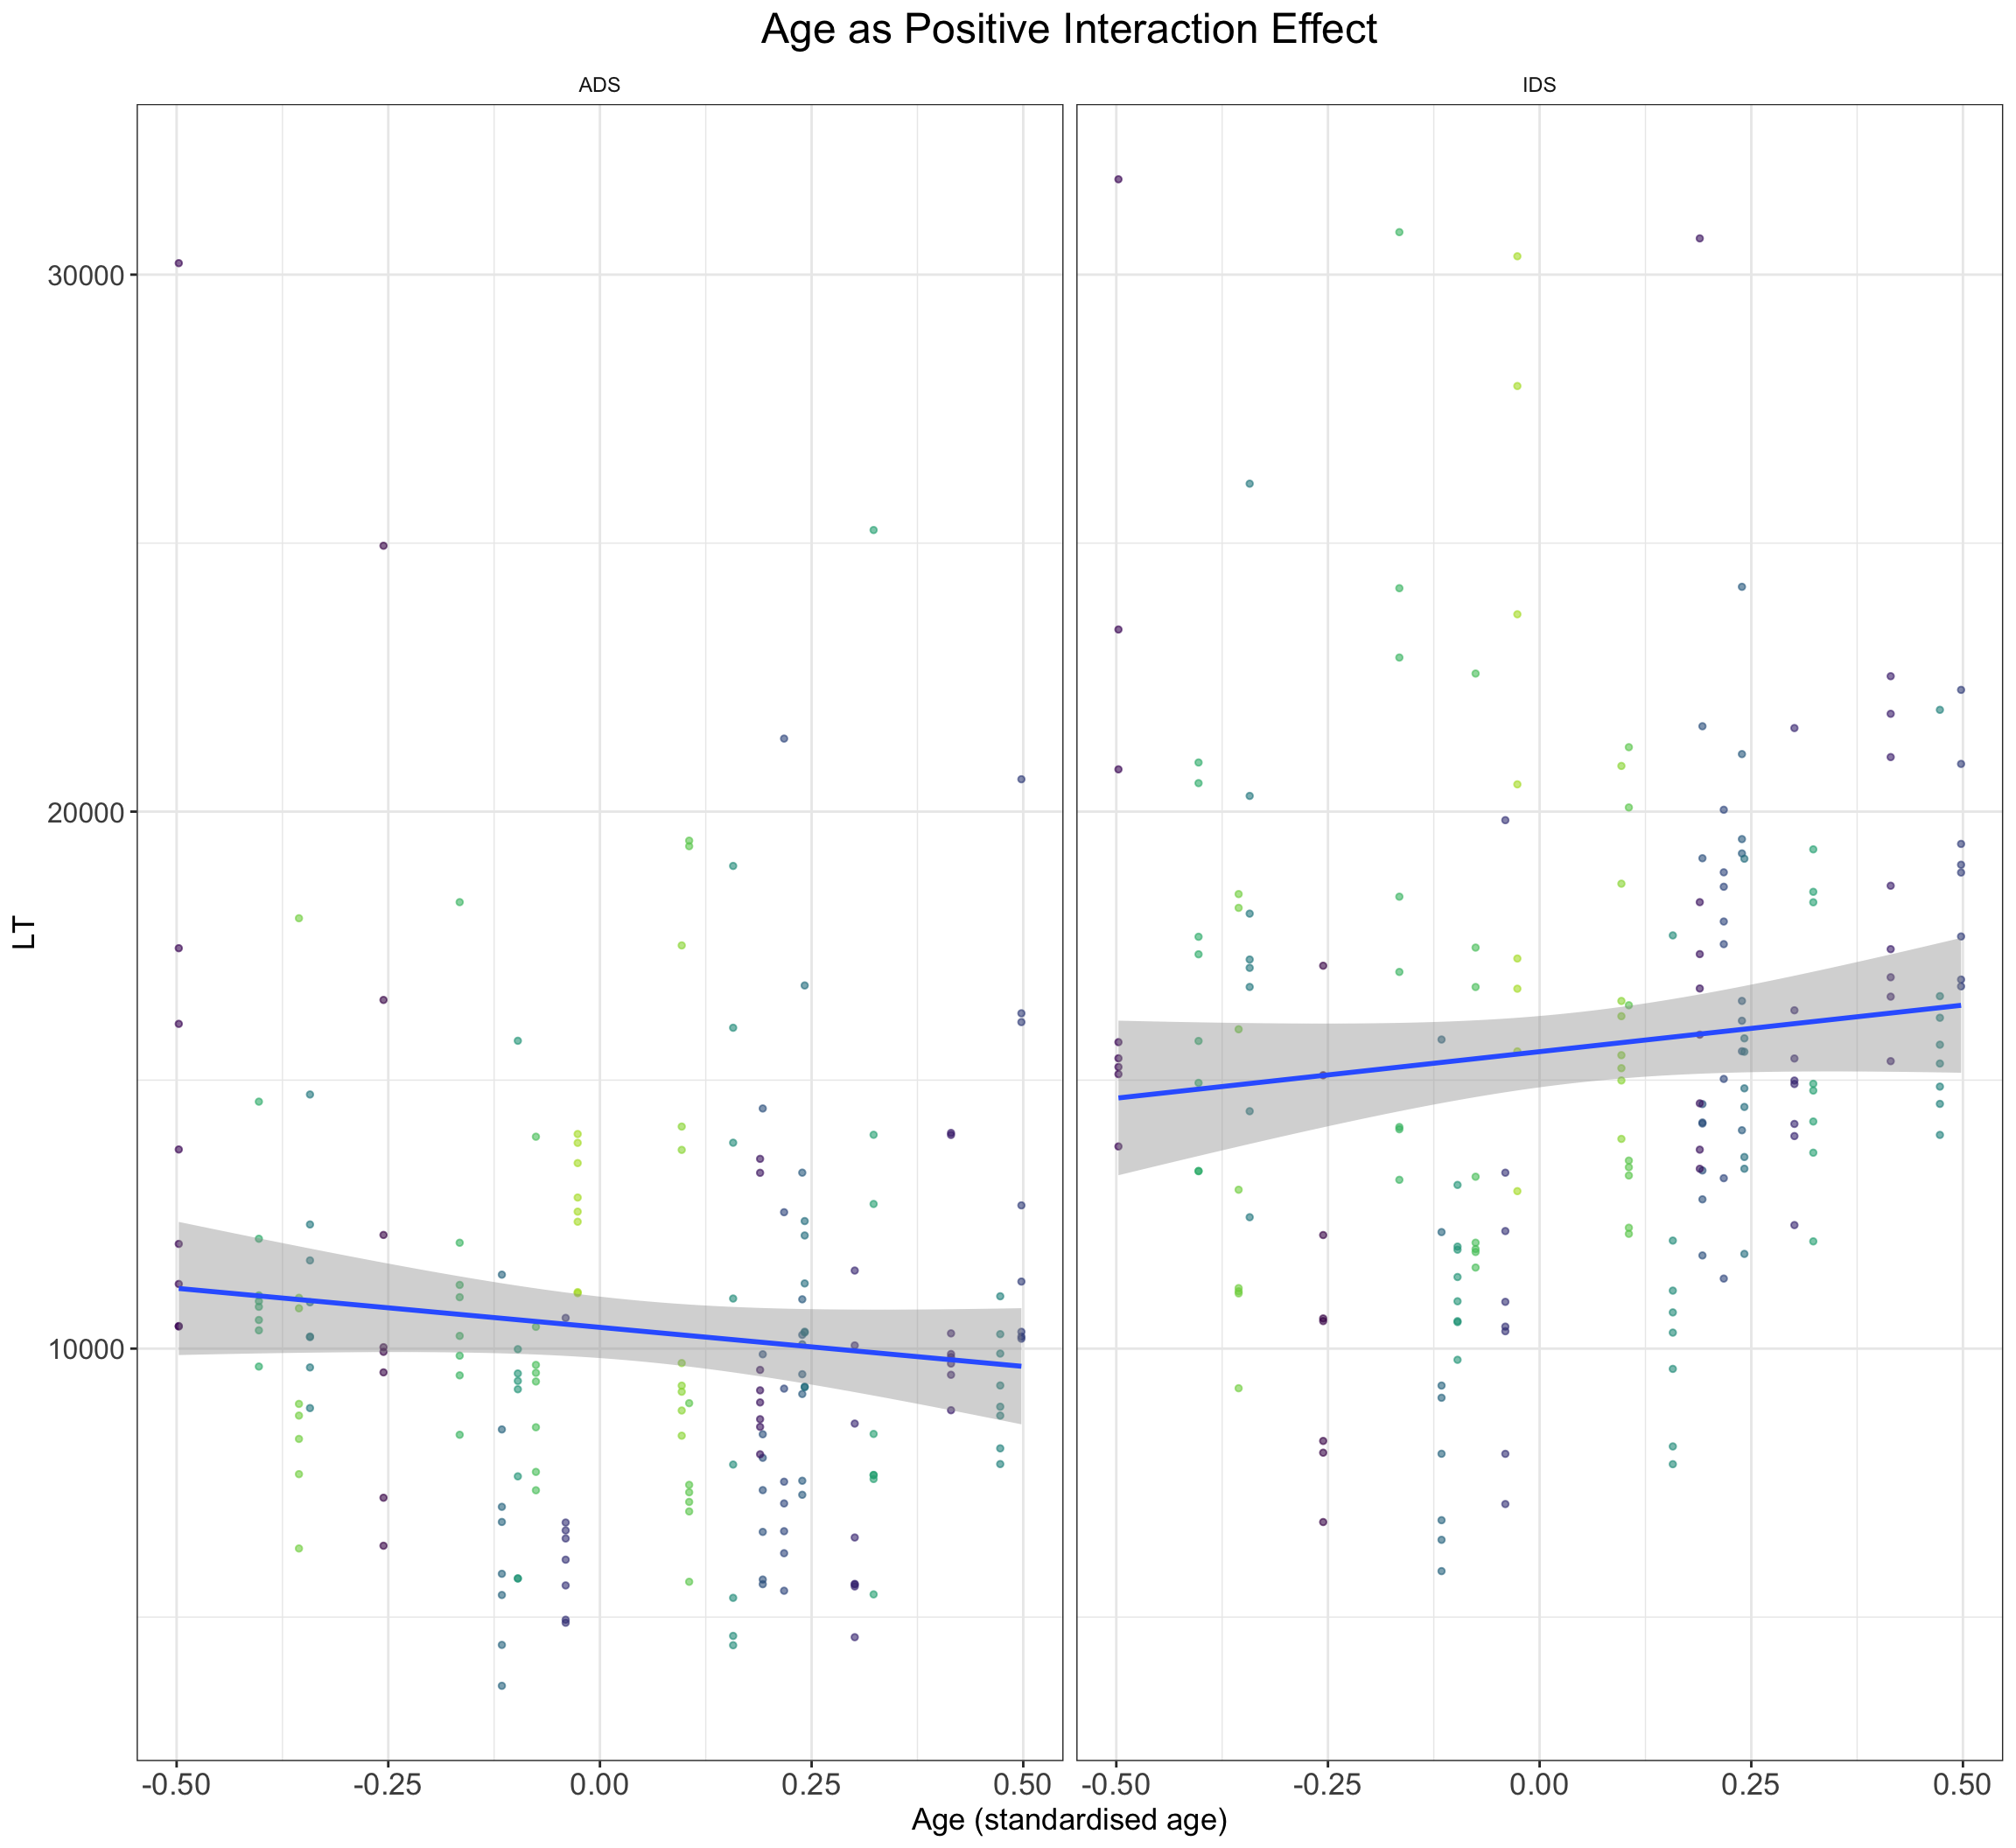 Age as Positive Interaction Effect
ADS
IDS
30000
20000
10000
LT
-0.50
-0.25
0.00
0.25
0.50
-0.50
-0.25
0.00
0.25
0.50
Age (standardised age)